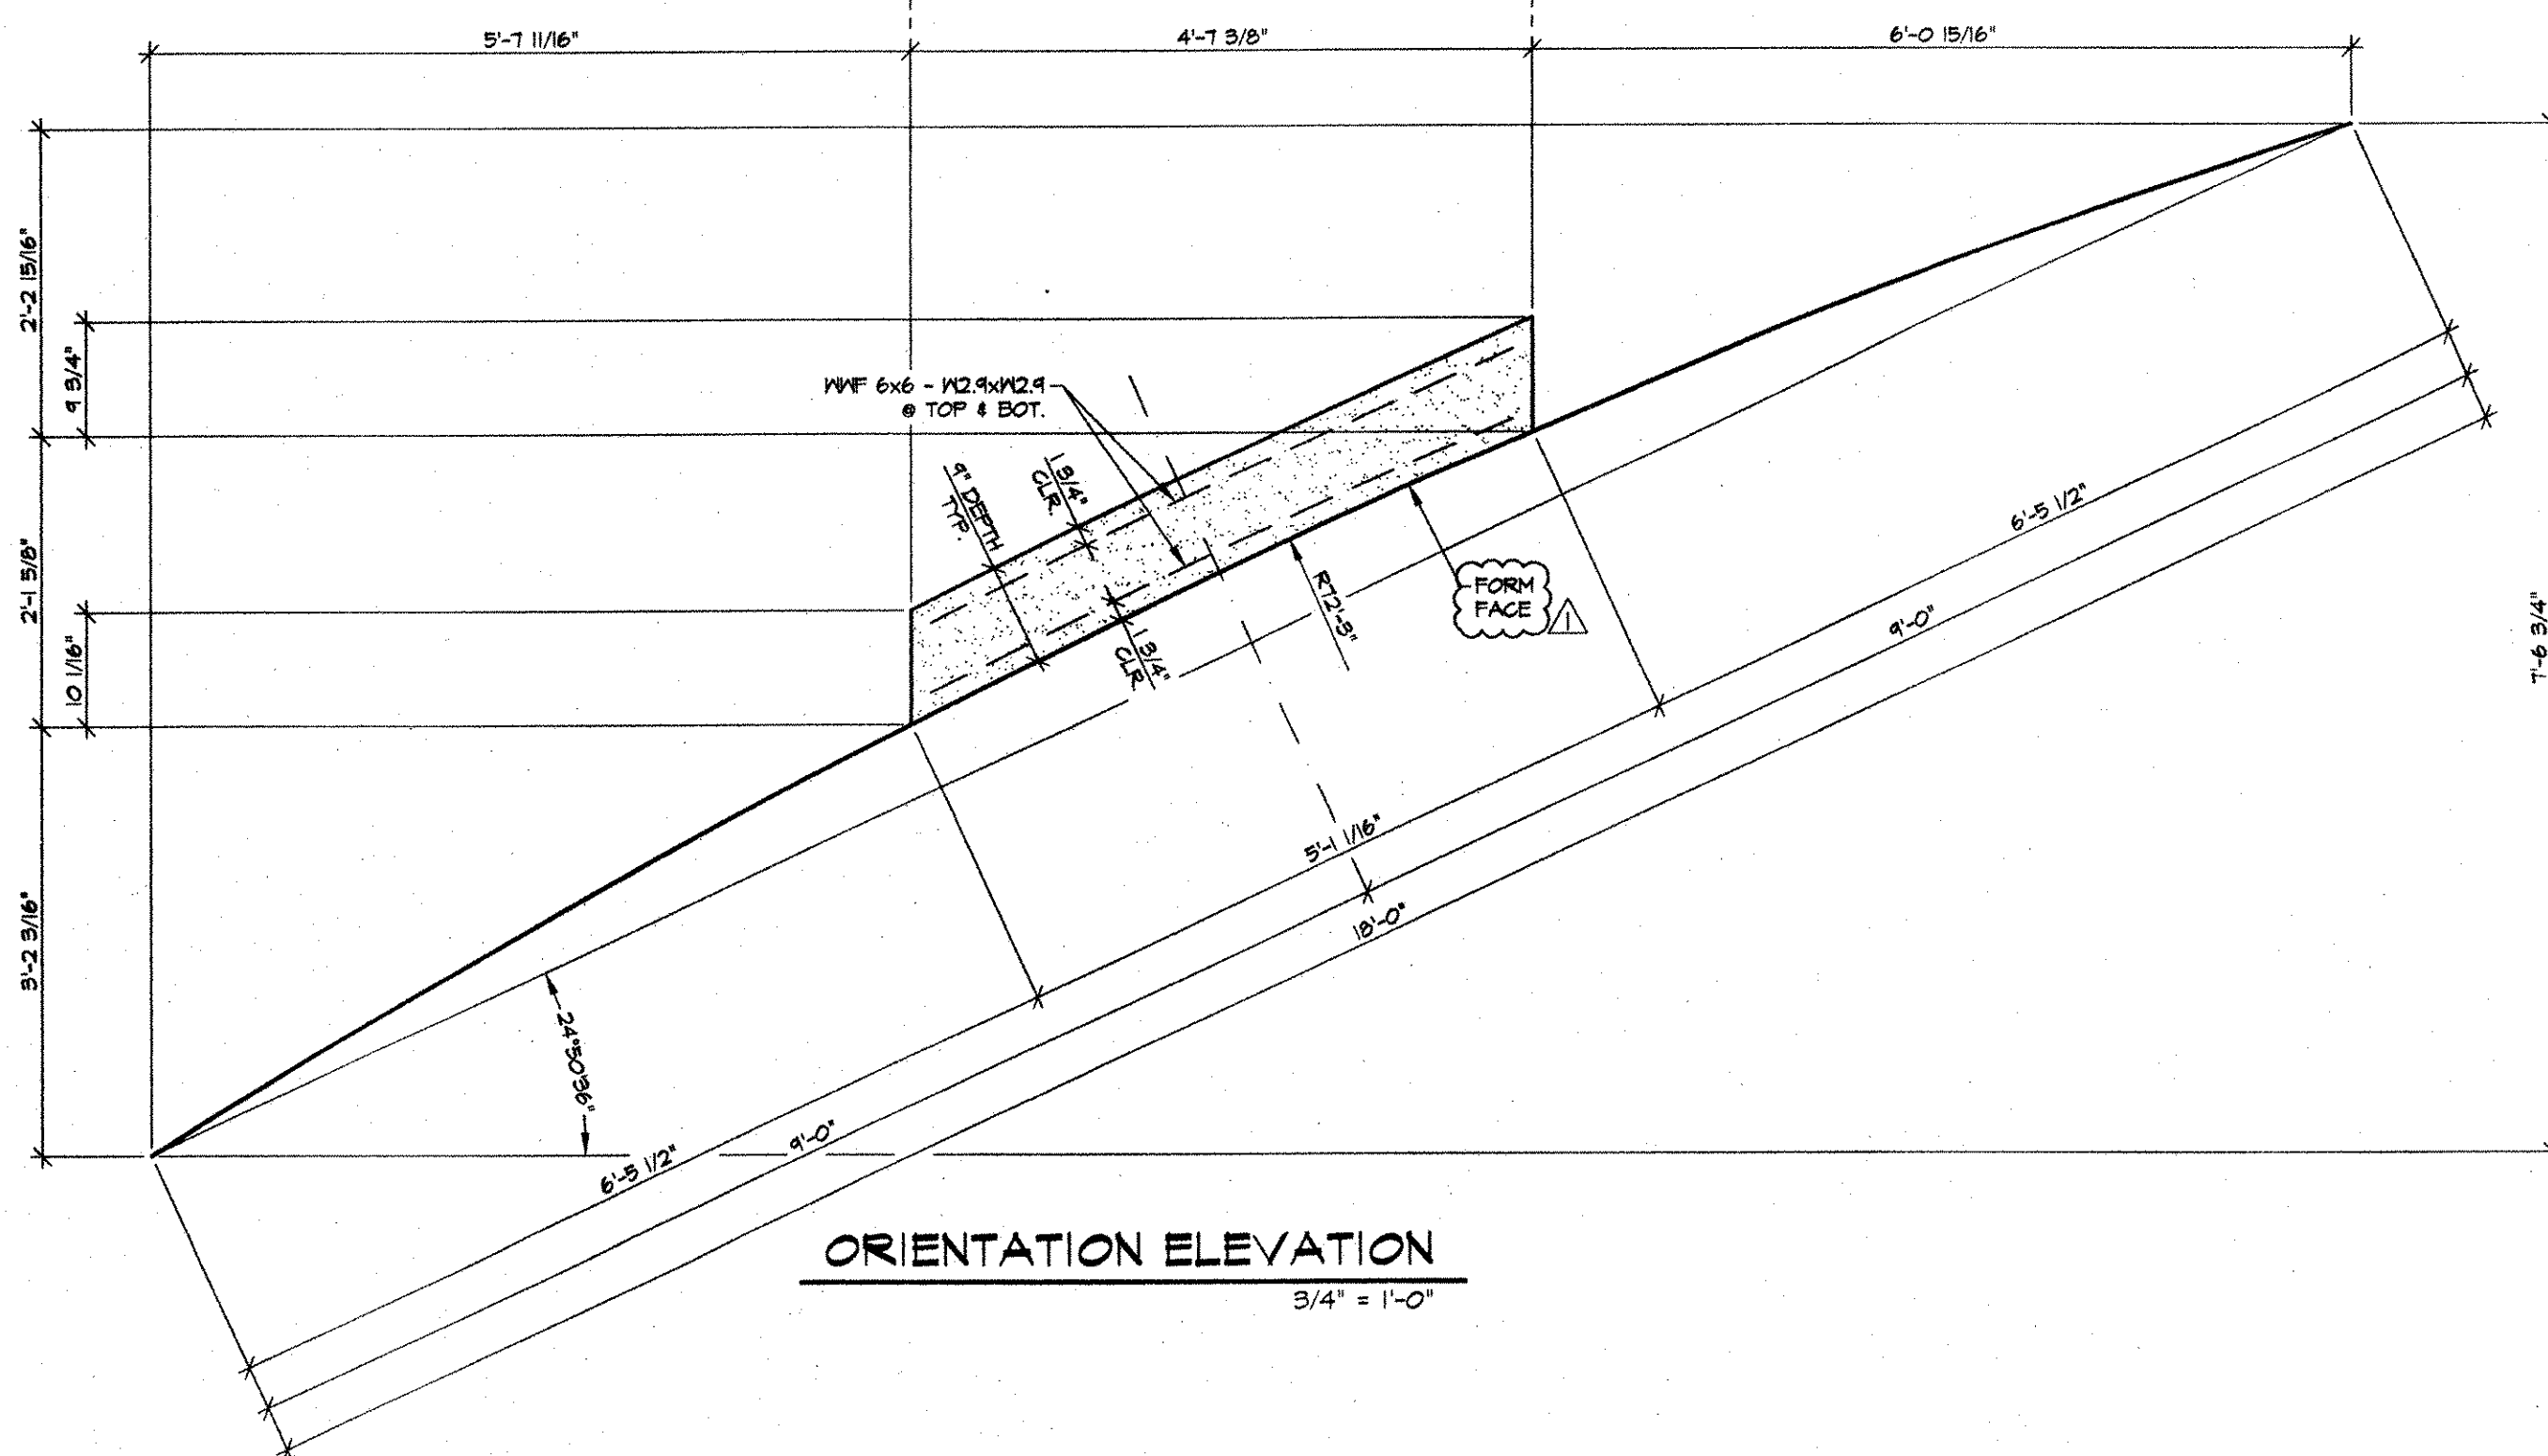 5'-7 11/16"
4'-7 3/8"
6'-0 15/16"
2'-2 15/16"
9 3/4"
WWF 6x6 - W2.9xW2.9
@ TOP & BOT.
9" DEPTH
TYP.
1 3/4"
CLR.
2'-1 5/8"
10 1/16"
1 3/4"
CLR.
R72'-3"
FORM
FACE
1
6'-5 1/2"
9'-0"
7'-6 3/4"
5'-1 1/16"
18'-0"
3'-2 3/16"
24°50'36"
6'-5 1/2"
9'-0"
ORIENTATION ELEVATION
3/4" = 1'-0"